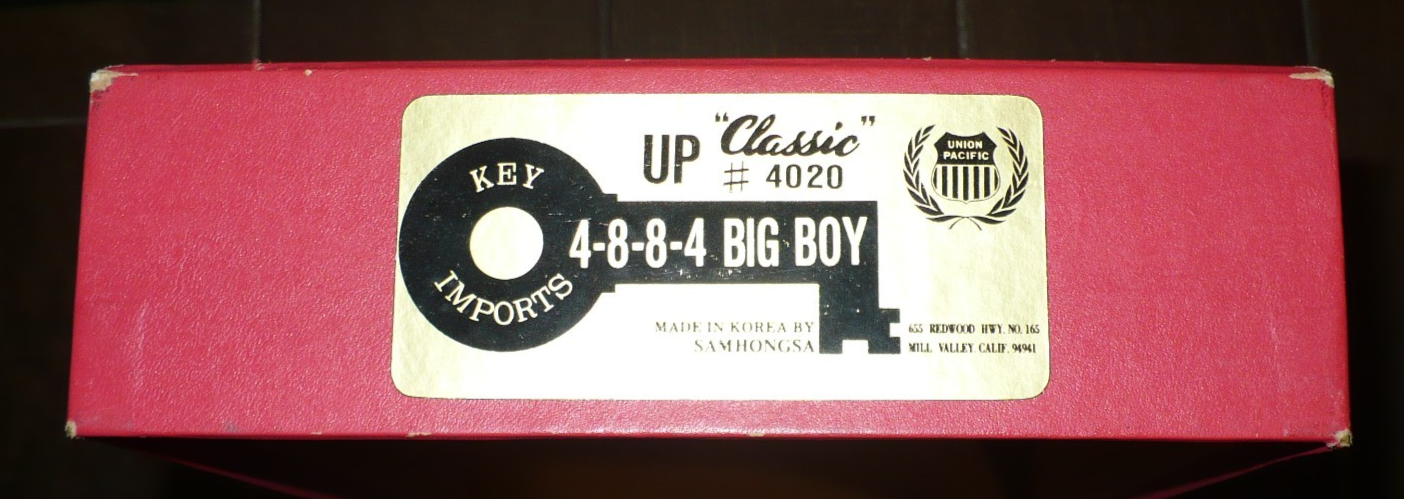 KEY
IMPORTS
UP "Classic"
# 4020
4-8-8-4 BIG BOY
UNION
PACIFIC
MADE IN KOREA BY
SAMHONGSA
655 REDWOOD HWY. NO. 165
MILL VALLEY CALIF. 94941